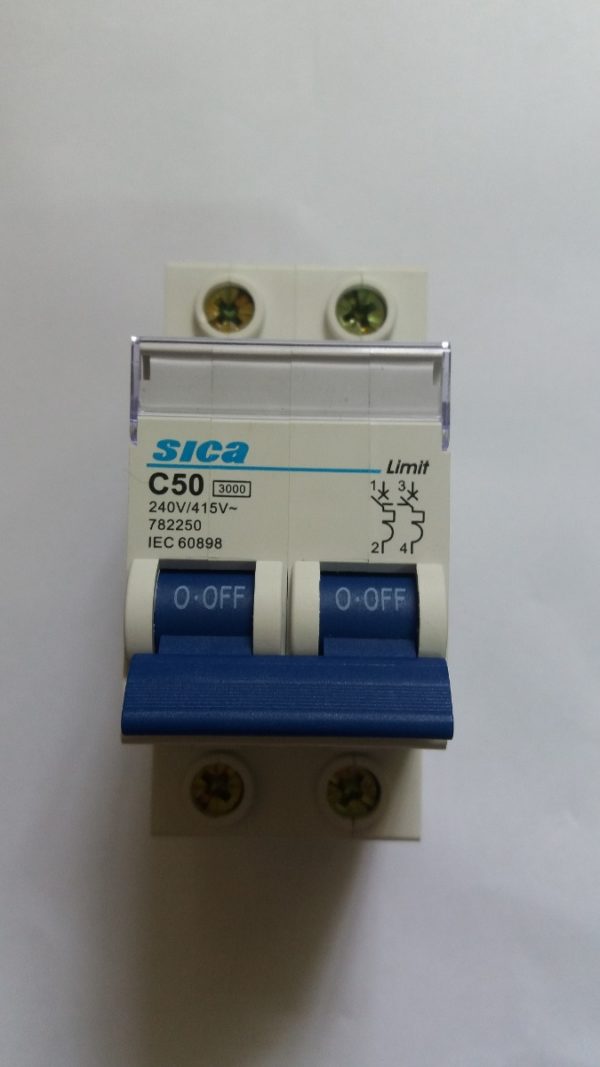 sica
Limit
C50 3000
240V/415V~
782250
IEC 60898
1 3
2 4
O·OFF O·OFF